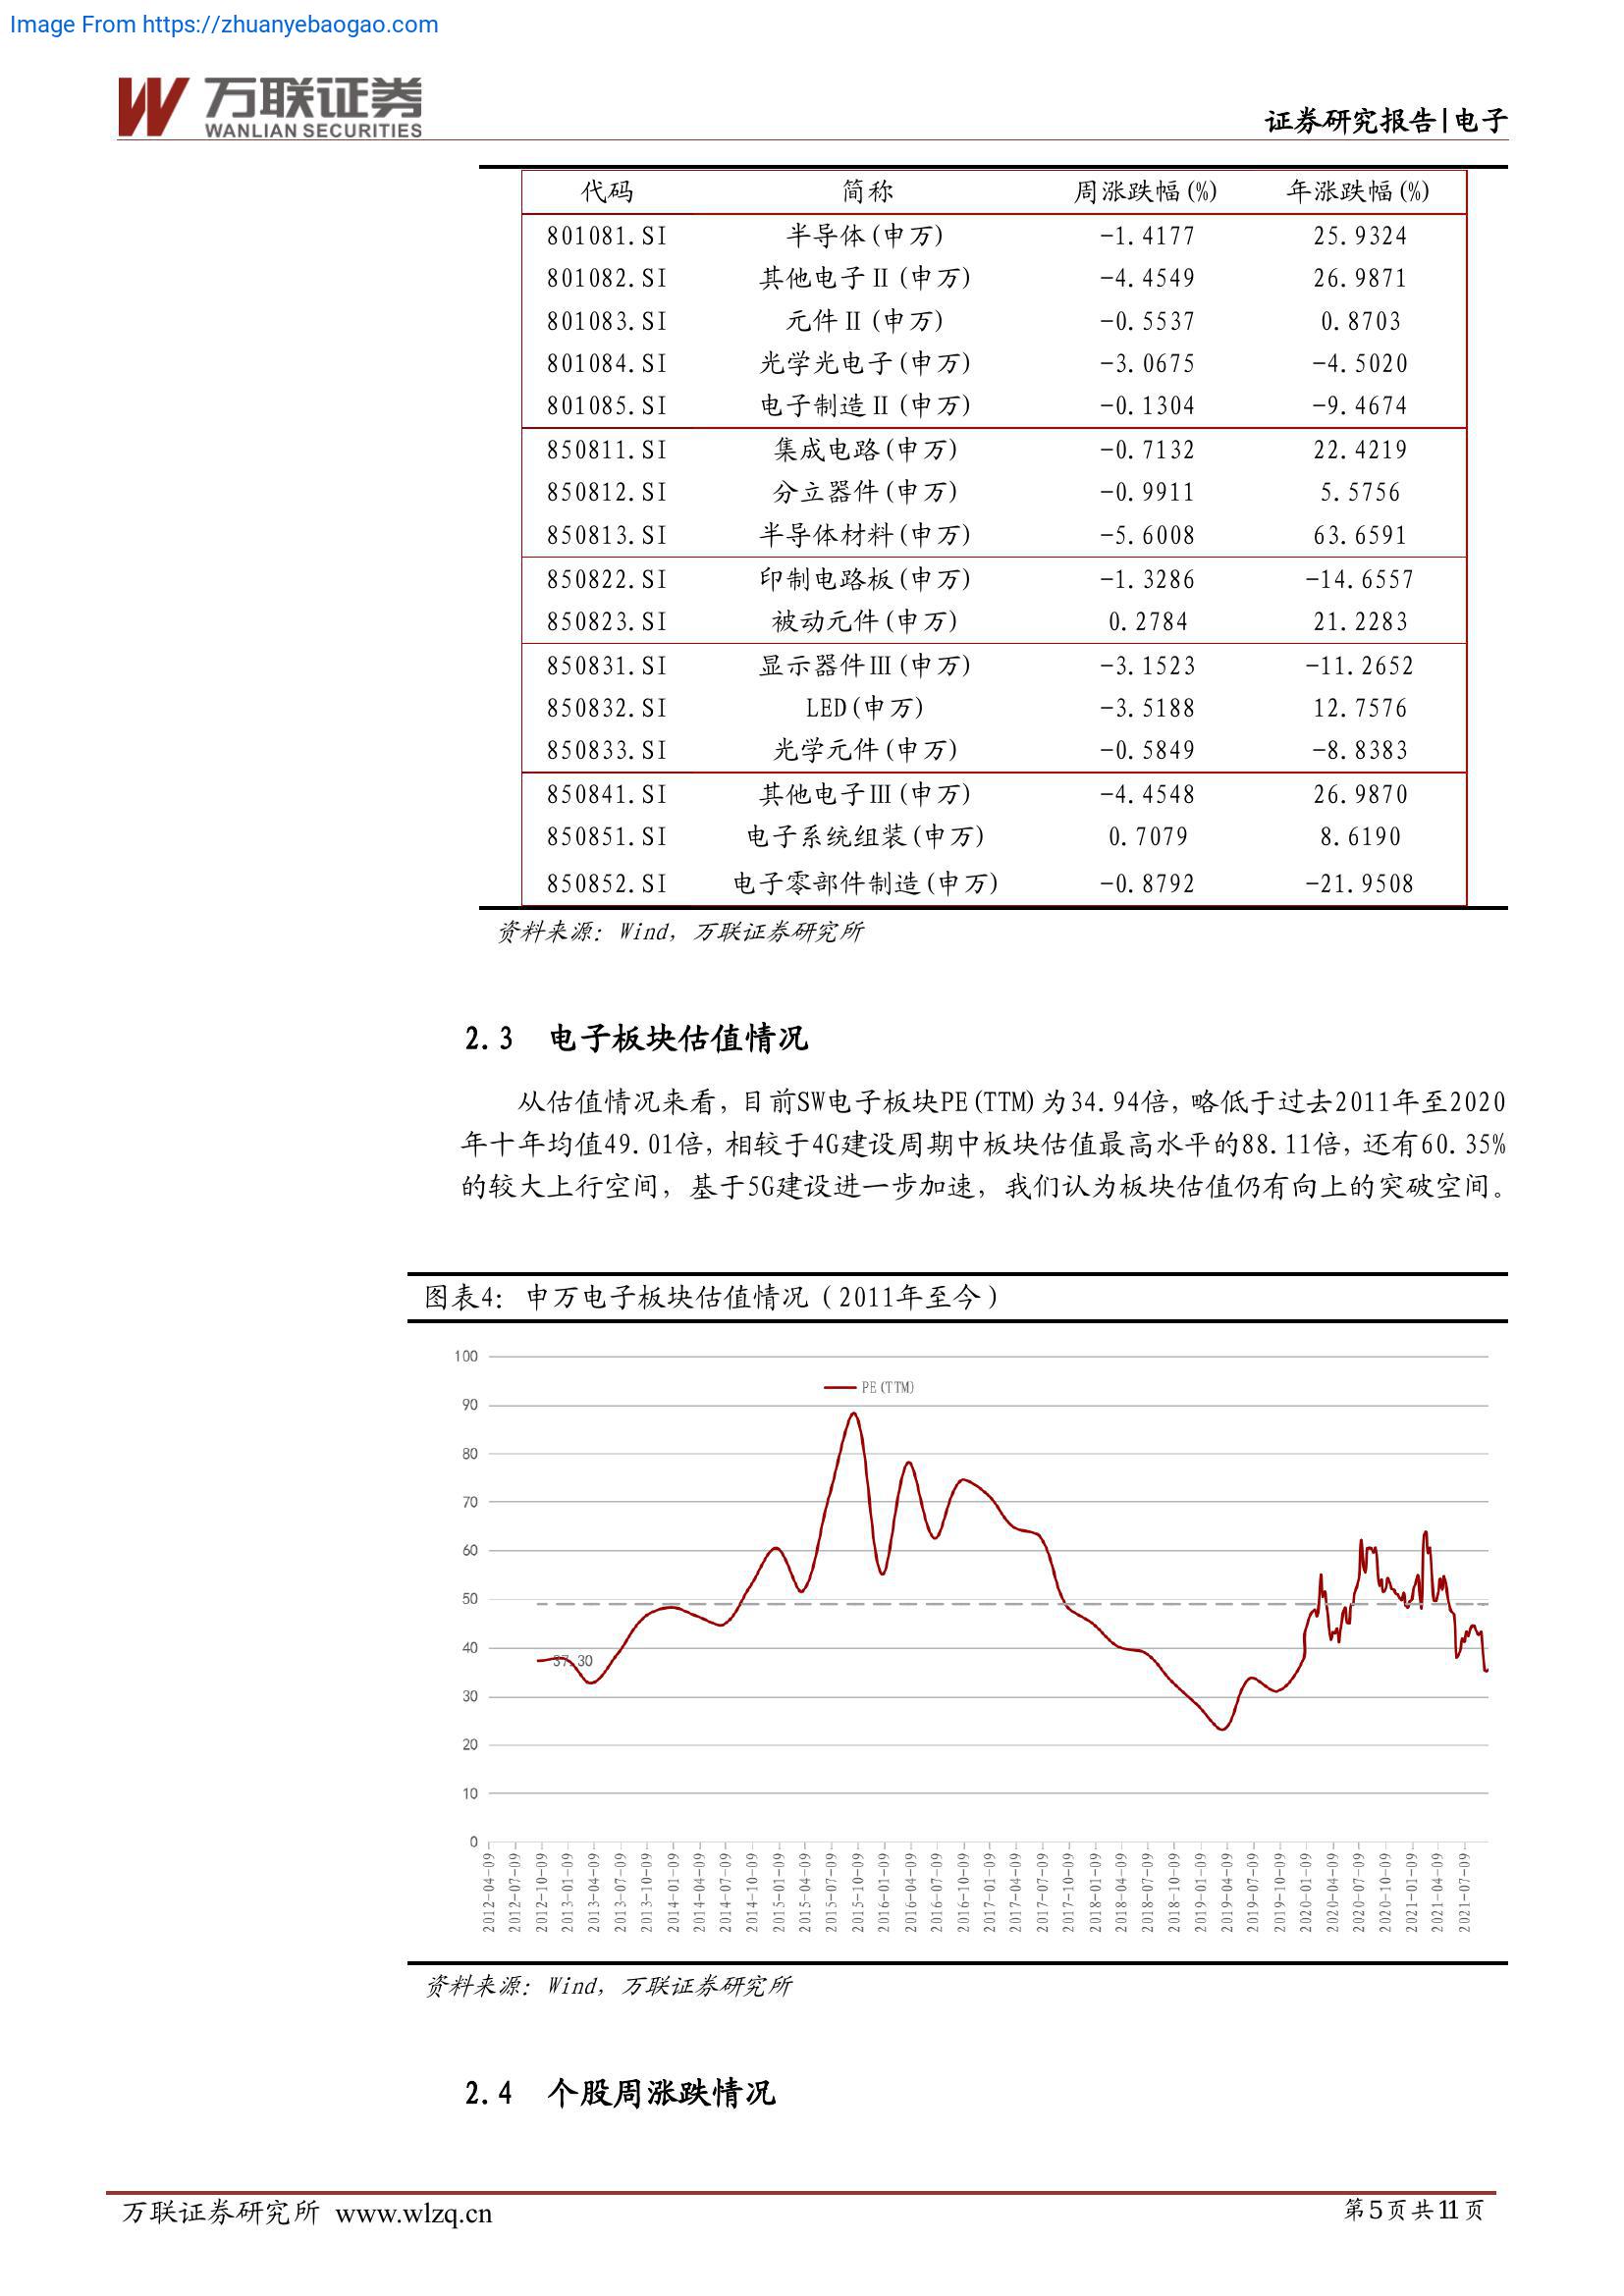 Image From https://zhuanyebaogao.com
万联证券
WANLIAN SECURITIES
证券研究报告|电子
代码 简称 周涨跌幅(%) 年涨跌幅(%)
801081.SI 半导体(申万) -1.4177 25.9324
801082.SI 其他电子Ⅱ(申万) -4.4549 26.9871
801083.SI 元件Ⅱ(申万) -0.5537 0.8703
801084.SI 光学光电子(申万) -3.0675 -4.5020
801085.SI 电子制造Ⅱ(申万) -0.1304 -9.4674
850811.SI 集成电路(申万) -0.7132 22.4219
850812.SI 分立器件(申万) -0.9911 5.5756
850813.SI 半导体材料(申万) -5.6008 63.6591
850822.SI 印制电路板(申万) -1.3286 -14.6557
850823.SI 被动元件(申万) 0.2784 21.2283
850831.SI 显示器件Ⅲ(申万) -3.1523 -11.2652
850832.SI LED(申万) -3.5188 12.7576
850833.SI 光学元件(申万) -0.5849 -8.8383
850841.SI 其他电子Ⅲ(申万) -4.4548 26.9870
850851.SI 电子系统组装(申万) 0.7079 8.6190
850852.SI 电子零部件制造(申万) -0.8792 -21.9508
资料来源：Wind，万联证券研究所
2.3 电子板块估值情况
从估值情况来看，目前SW电子板块PE(TTM)为34.94倍，略低于过去2011年至2020
年十年均值49.01倍，相较于4G建设周期中板块估值最高水平的88.11倍，还有60.35%
的较大上行空间，基于5G建设进一步加速，我们认为板块估值仍有向上的突破空间。
图表4：申万电子板块估值情况（2011年至今）
100
PE(TTM)
90
80
70
60
50
40
37.30
30
20
10
0
2012-04-09 2012-07-09 2012-10-09 2013-01-09 2013-04-09 2013-07-09 2013-10-09 2014-01-09 2014-04-09 2014-07-09 2014-10-09 2015-01-09 2015-04-09 2015-07-09 2015-10-09 2016-01-09 2016-04-09 2016-07-09 2016-10-09 2017-01-09 2017-04-09 2017-07-09 2017-10-09 2018-01-09 2018-04-09 2018-07-09 2018-10-09 2019-01-09 2019-04-09 2019-07-09 2019-10-09 2020-01-09 2020-04-09 2020-07-09 2020-10-09 2021-01-09 2021-04-09 2021-07-09
资料来源：Wind，万联证券研究所
2.4 个股周涨跌情况
万联证券研究所 www.wlzq.cn
第5页共11页